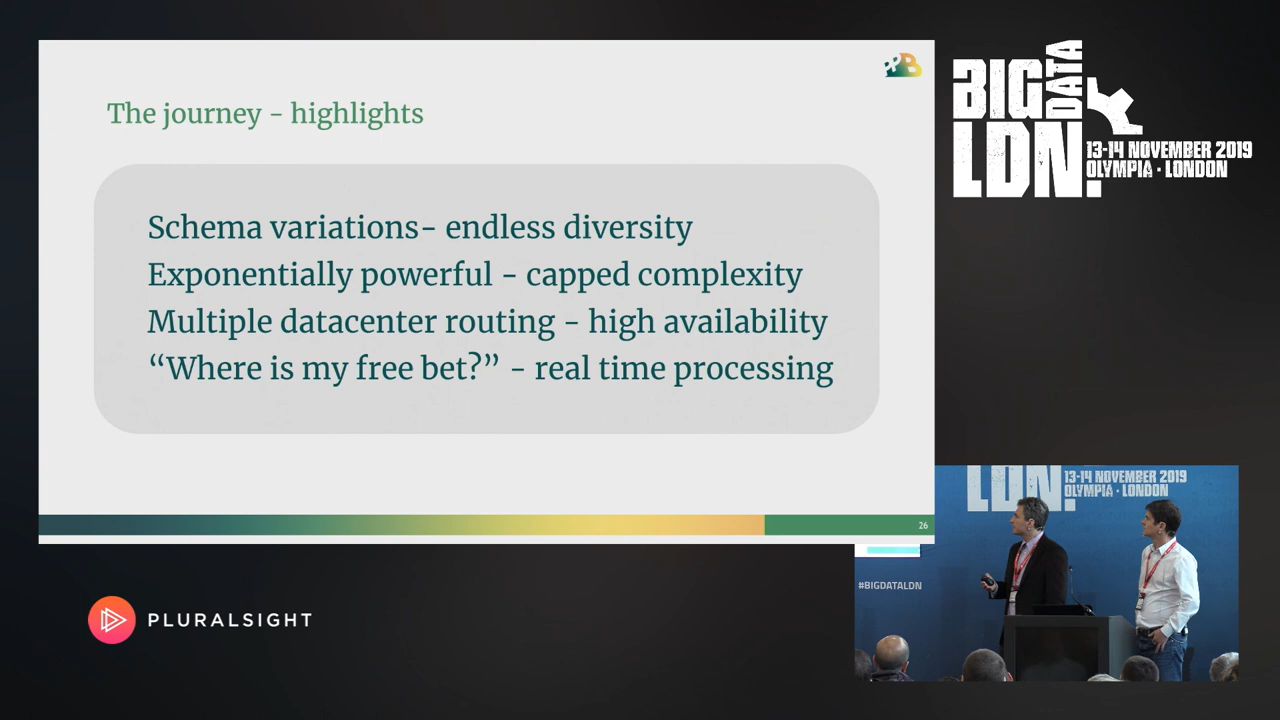 The journey - highlights
Schema variations- endless diversity
Exponentially powerful - capped complexity
Multiple datacenter routing - high availability
“Where is my free bet?” - real time processing
26
BIG DATA
LDN.
13-14 NOVEMBER 2019
OLYMPIA · LONDON
LDN.
13-14 NOVEMBER 2019
OLYMPIA · LONDON
#BIGDATALDN
PLURALSIGHT